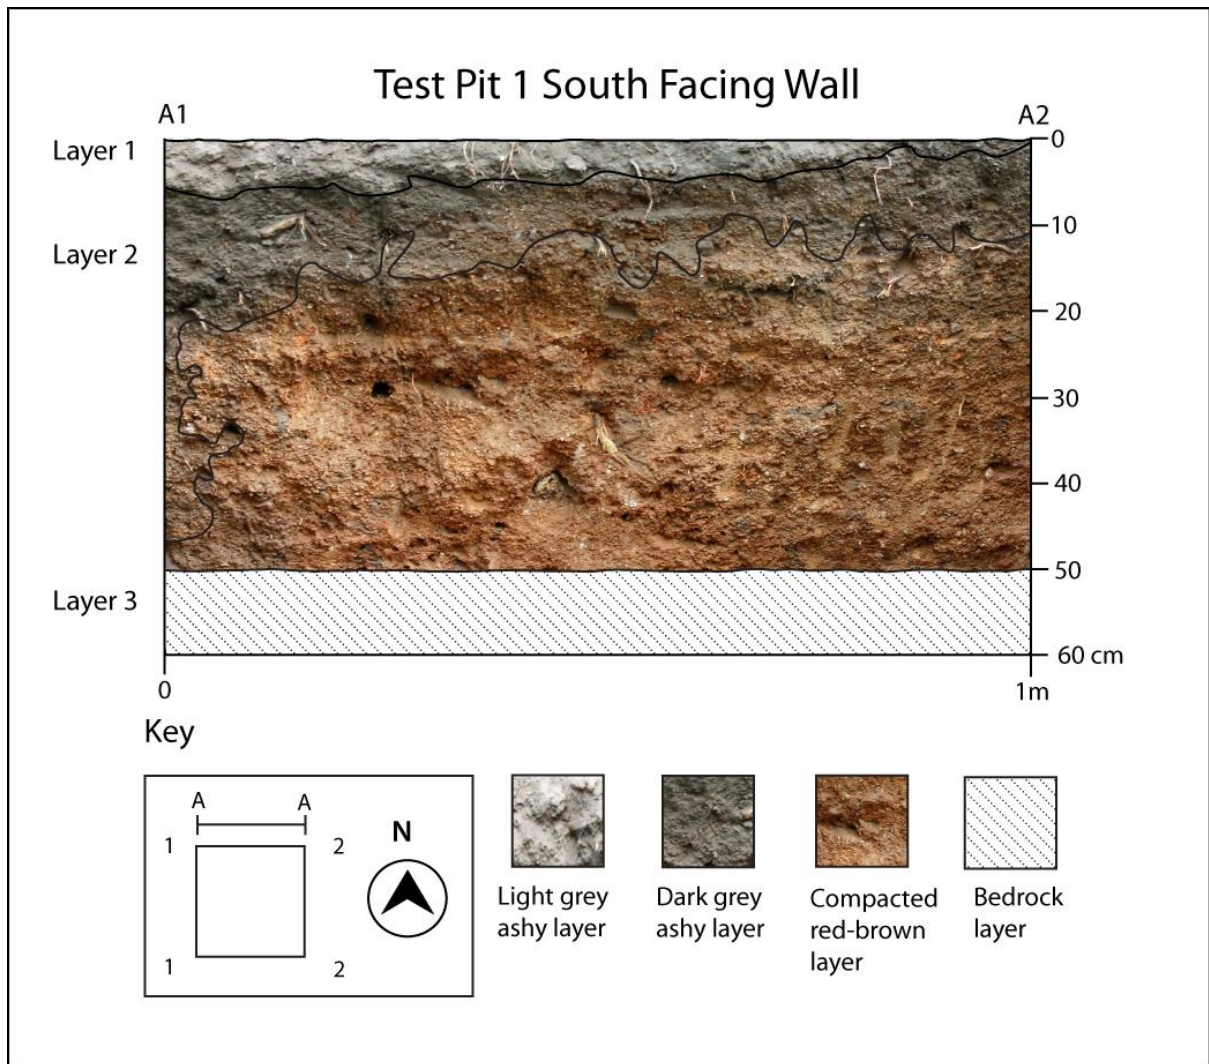 Test Pit 1 South Facing Wall
A1
A2
Layer 1
Layer 2
Layer 3
0
10
20
30
40
50
60 cm
0
1m
Key
A
A
1
2
1
2
N
Light grey
ashy layer
Dark grey
ashy layer
Compacted
red-brown
layer
Bedrock
layer